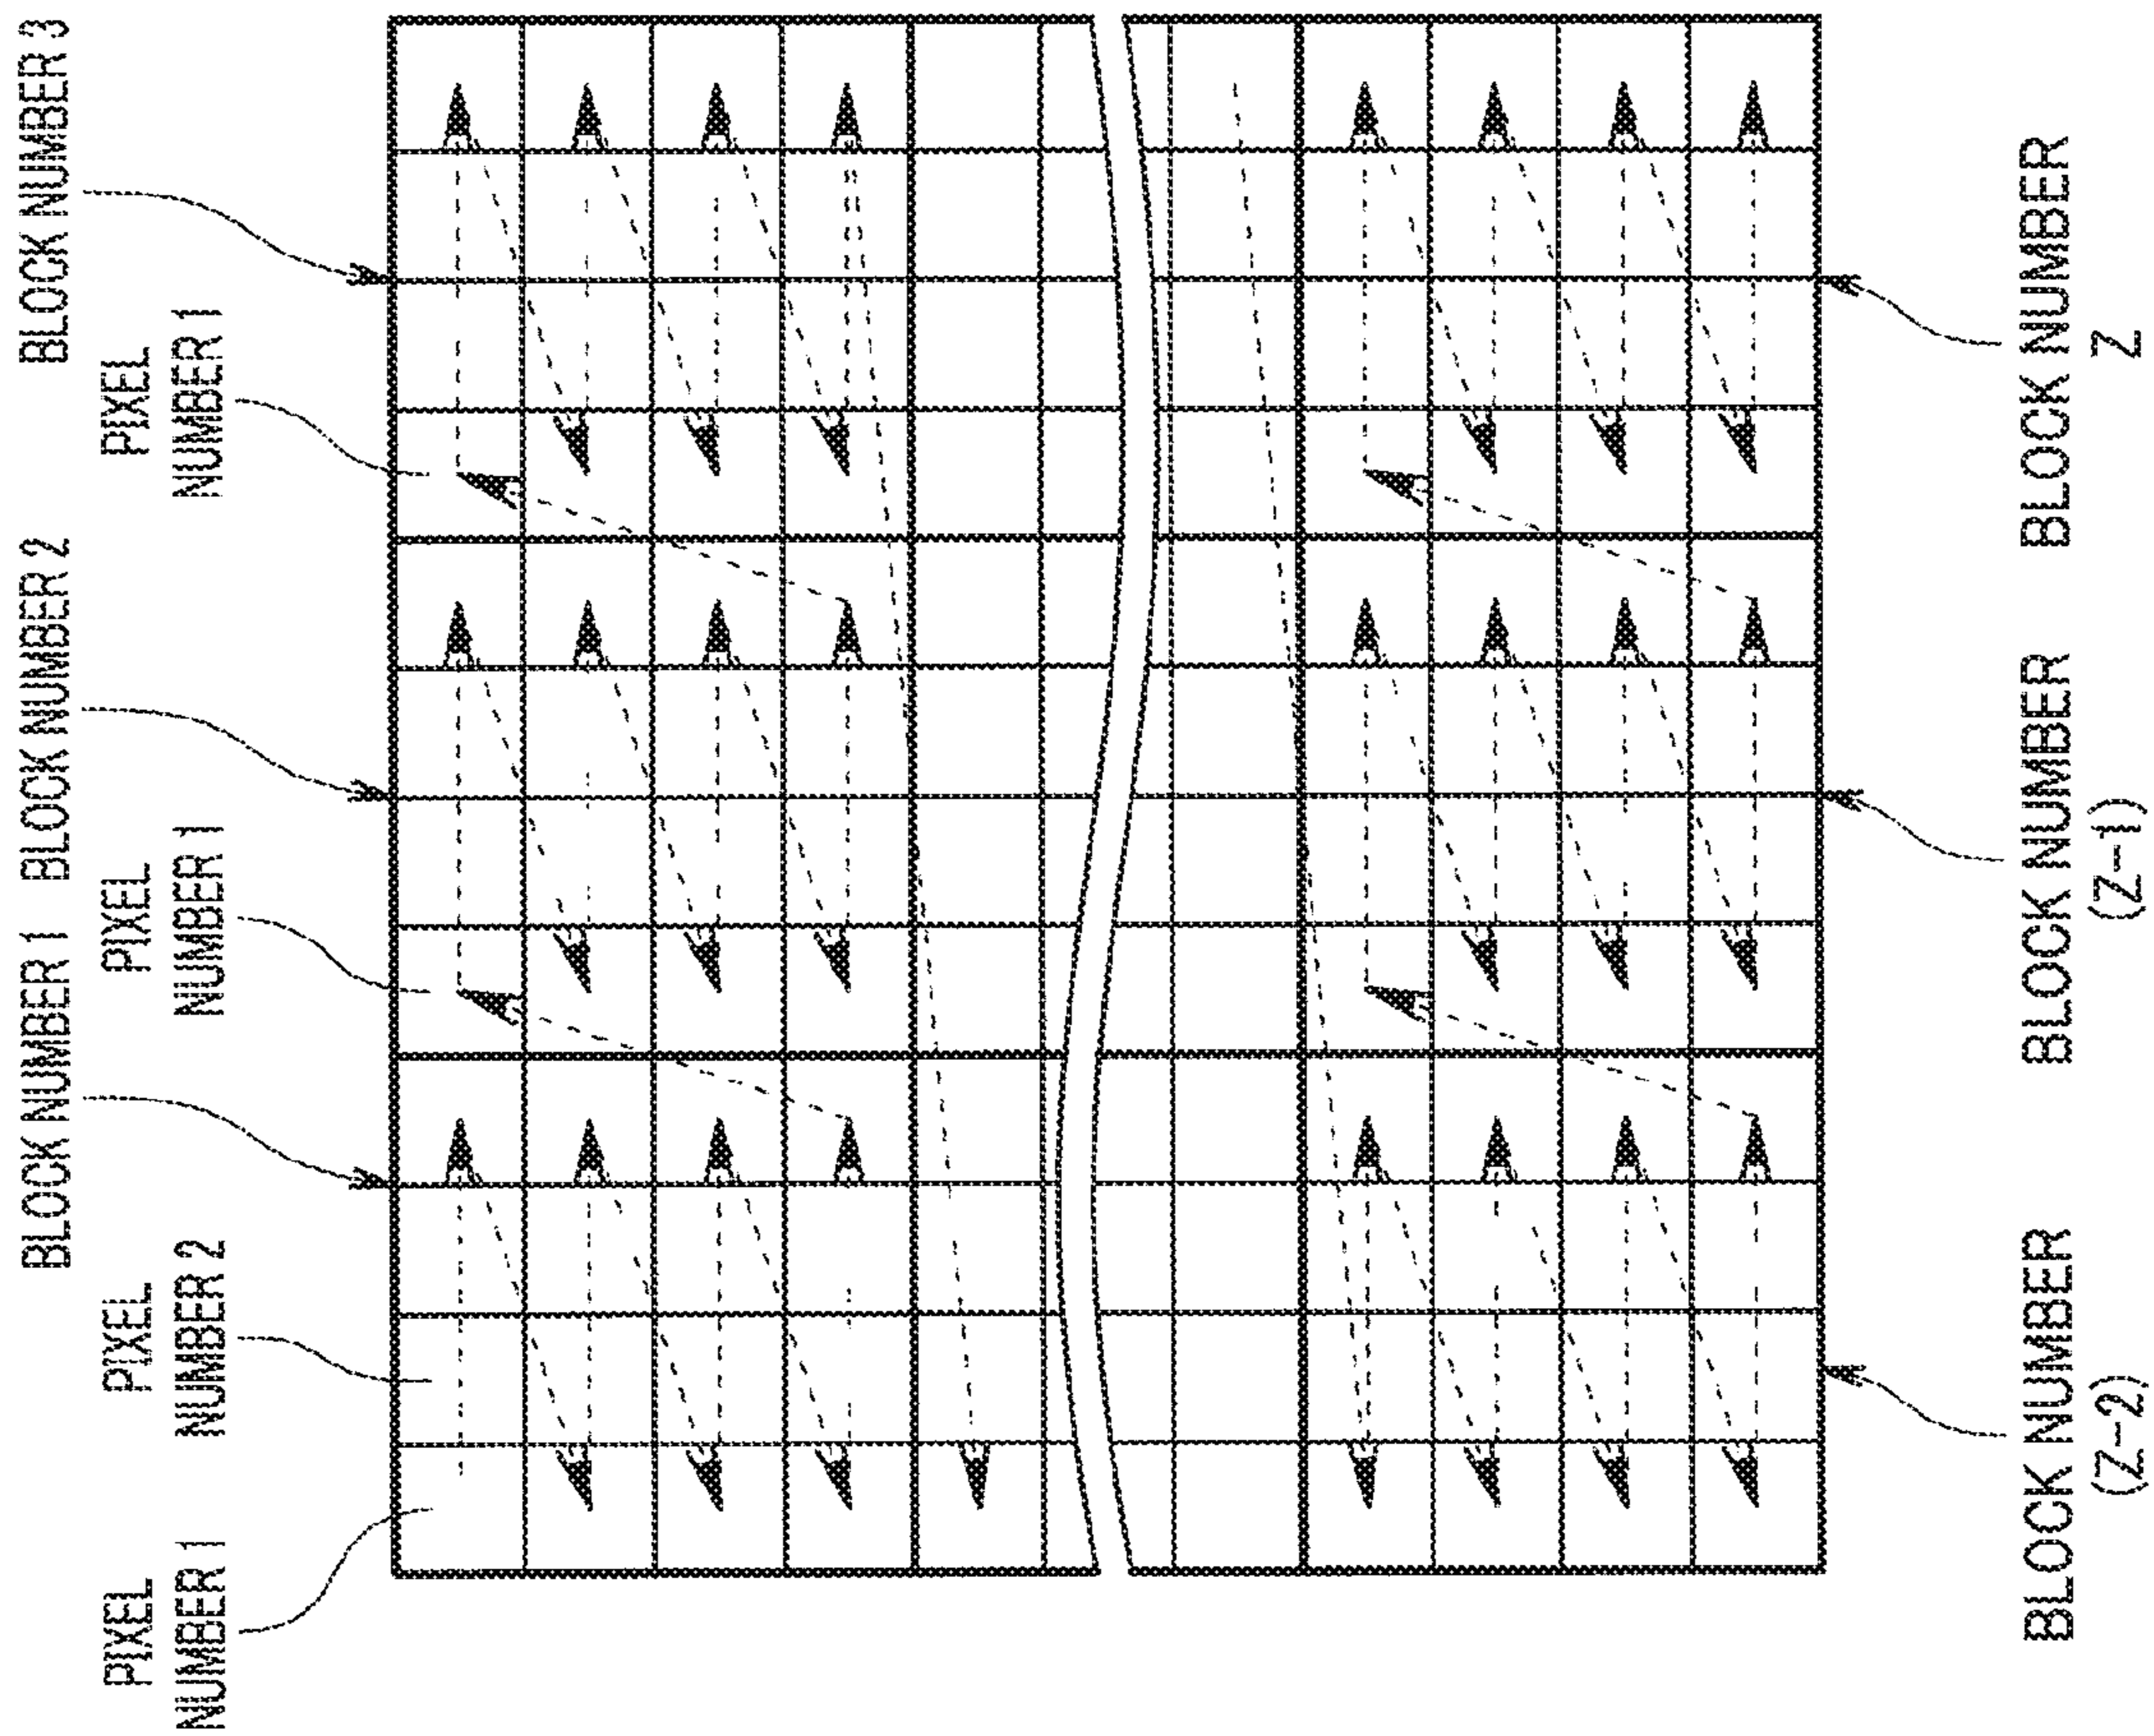 BLOCK NUMBER 1
BLOCK NUMBER 2
BLOCK NUMBER 3
PIXEL
NUMBER 1
PIXEL
NUMBER 2
PIXEL
NUMBER 1
PIXEL
NUMBER 1
BLOCK NUMBER
(Z-2)
BLOCK NUMBER
(Z-1)
BLOCK NUMBER
Z